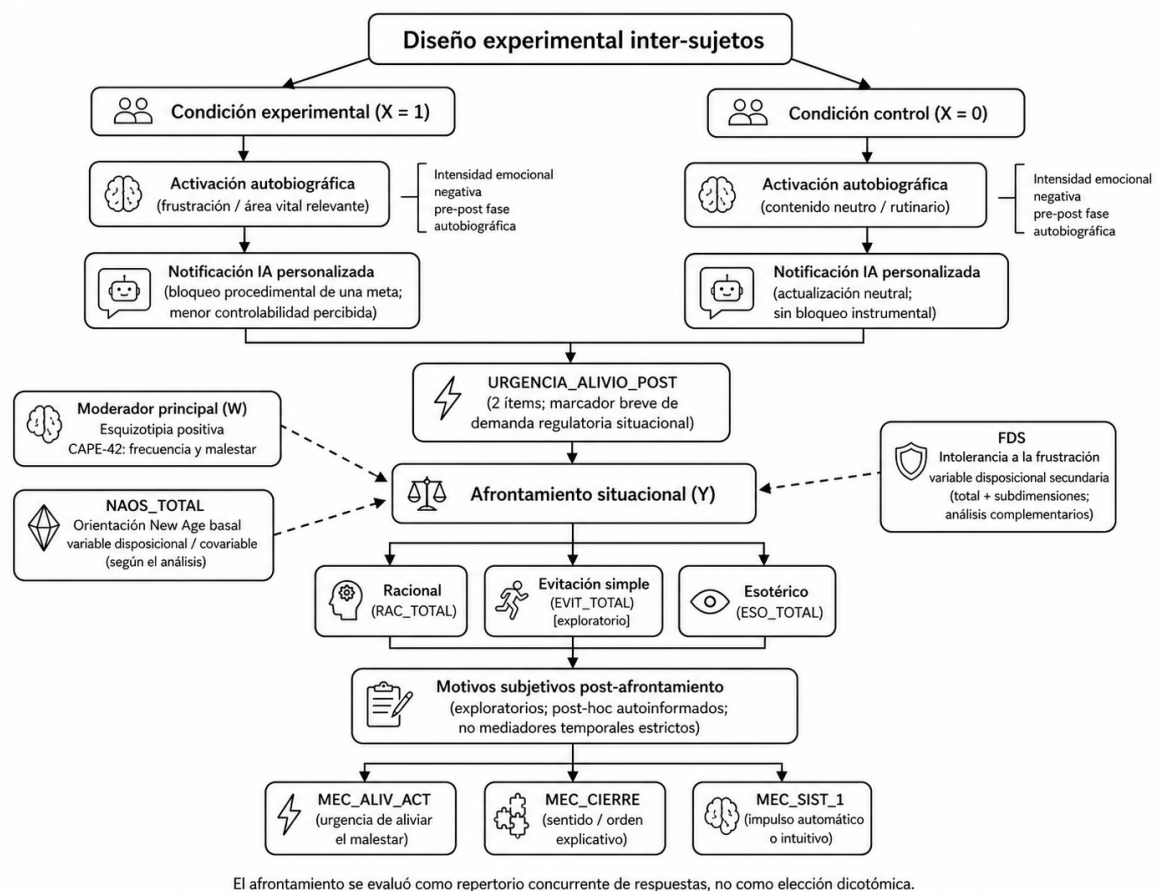 Diseño experimental inter-sujetos
Condición experimental (X = 1)
Condición control (X = 0)
Activación autobiográfica
(frustración / área vital relevante)
Intensidad emocional
negativa
pre-post fase
autobiográfica
Activación autobiográfica
(contenido neutro / rutinario)
Intensidad emocional
negativa
pre-post fase
autobiográfica
Notificación IA personalizada
(bloqueo procedimental de una meta;
menor controlabilidad percibida)
Notificación IA personalizada
(actualización neutral;
sin bloqueo instrumental)
URGENCIA_ALIVIO_POST
(2 ítems; marcador breve de
demanda regulatoria situacional)
Moderador principal (W)
Esquizotipia positiva
CAPE-42: frecuencia y malestar
NAOS_TOTAL
Orientación New Age basal
variable disposicional / covariable
(según el análisis)
Afrontamiento situacional (Y)
FDS
Intolerancia a la frustración
variable disposicional secundaria
(total + subdimensiones;
análisis complementarios)
Racional
(RAC_TOTAL)
Evitación simple
(EVIT_TOTAL)
[exploratorio]
Esotérico
(ESO_TOTAL)
Motivos subjetivos post-afrontamiento
(exploratorios; post-hoc autoinformados;
no mediadores temporales estrictos)
MEC_ALIV_ACT
(urgencia de aliviar
el malestar)
MEC_CIERRE
(sentido / orden
explicativo)
MEC_SIST_1
(impulso automático
o intuitivo)
El afrontamiento se evaluó como repertorio concurrente de respuestas, no como elección dicotómica.